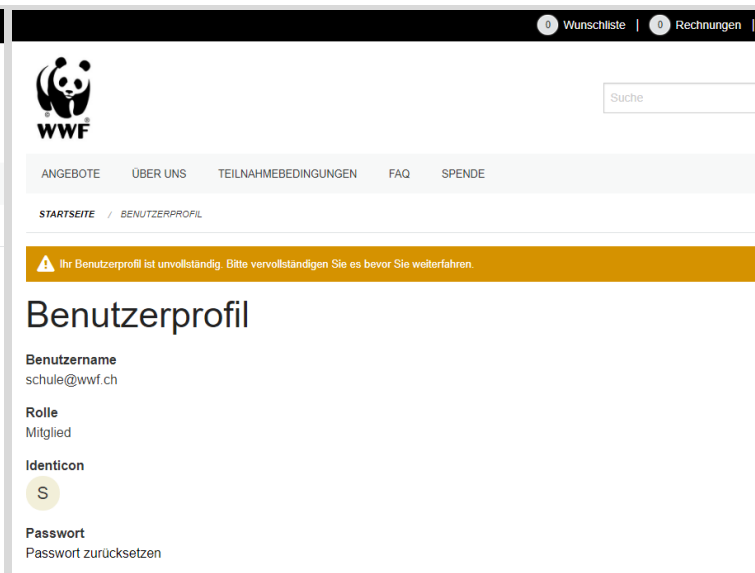 0 Wunschliste | 0 Rechnungen |
WWF
Suche
ANGEBOTE ÜBER UNS TEILNAHMEBEDINGUNGEN FAQ SPENDE
STARTSEITE / BENUTZERPROFIL
Ihr Benutzerprofil ist unvollständig. Bitte vervollständigen Sie es bevor Sie weiterfahren.
Benutzerprofil
Benutzername
schule@wwf.ch
Rolle
Mitglied
Identicon
S
Passwort
Passwort zurücksetzen